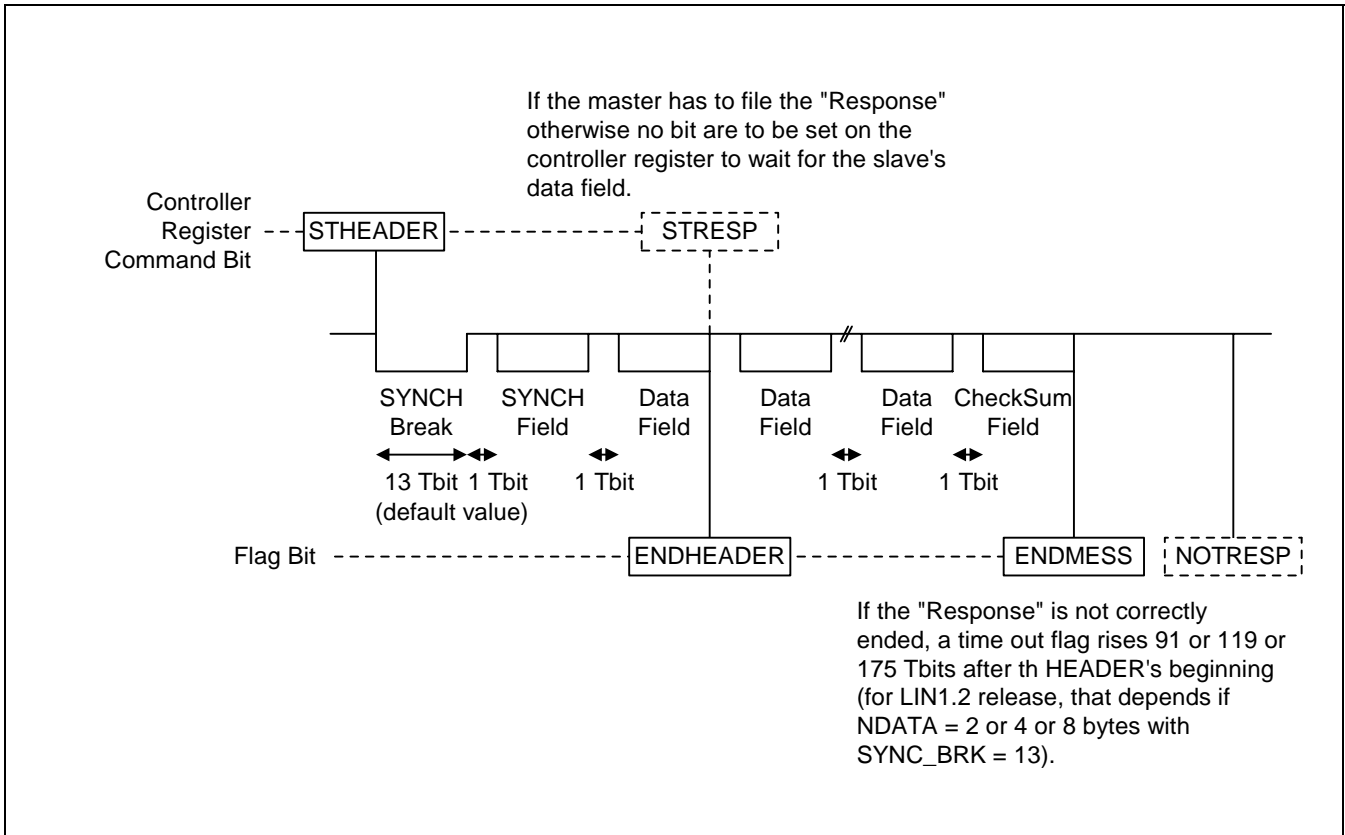 If the master has to file the "Response"
otherwise no bit are to be set on the
controller register to wait for the slave's
data field.
Controller
Register
Command Bit
STHEADER
STRESP
SYNCH
Break
SYNCH
Field
Data
Field
Data
Field
Data
Field
CheckSum
Field
13 Tbit
(default value)
1 Tbit
1 Tbit
1 Tbit
1 Tbit
Flag Bit
ENDHEADER
ENDMESS
NOTRESP
If the "Response" is not correctly
ended, a time out flag rises 91 or 119 or
175 Tbits after th HEADER's beginning
(for LIN1.2 release, that depends if
NDATA = 2 or 4 or 8 bytes with
SYNC_BRK = 13).